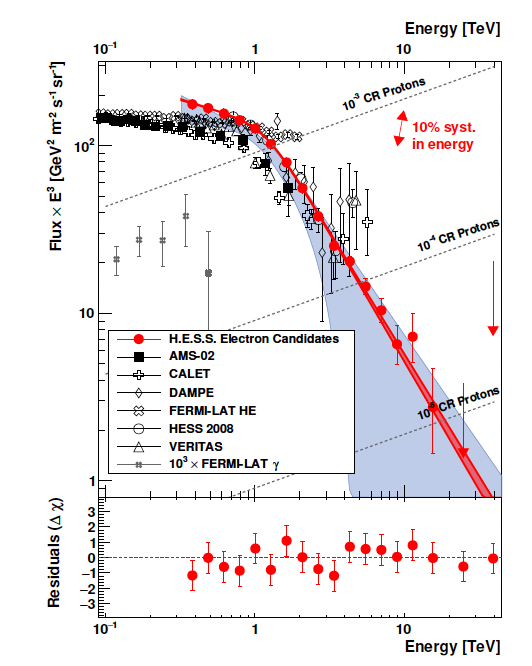 Energy [TeV]
10⁻¹ 1 10
Flux × E³ [GeV² m⁻² s⁻¹ sr⁻¹]
10⁻³ CR Protons
10% syst.
in energy
10²
10⁻⁴ CR Protons
10
H.E.S.S. Electron Candidates
AMS-02
CALET
DAMPE
FERMI-LAT HE
HESS 2008
VERITAS
10³ × FERMI-LAT γ
CR Protons
1
Residuals (Δ χ)
3
2
1
0
−1
−2
−3
10⁻¹ 1 10
Energy [TeV]